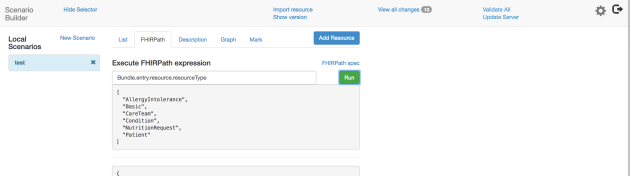 Scenario Builder
Hide Selector
Import resource
Show version
View all changes 13
Validate All
Update Server
Local Scenarios
New Scenario
test
List FHIRPath Description Graph Mark
Add Resource
Execute FHIRPath expression
FHIRPath spec
Bundle.entry.resource.resourceType
Run
[
"AllergyIntolerance",
"Basic",
"CareTeam",
"Condition",
"NutritionRequest",
"Patient"
]
{